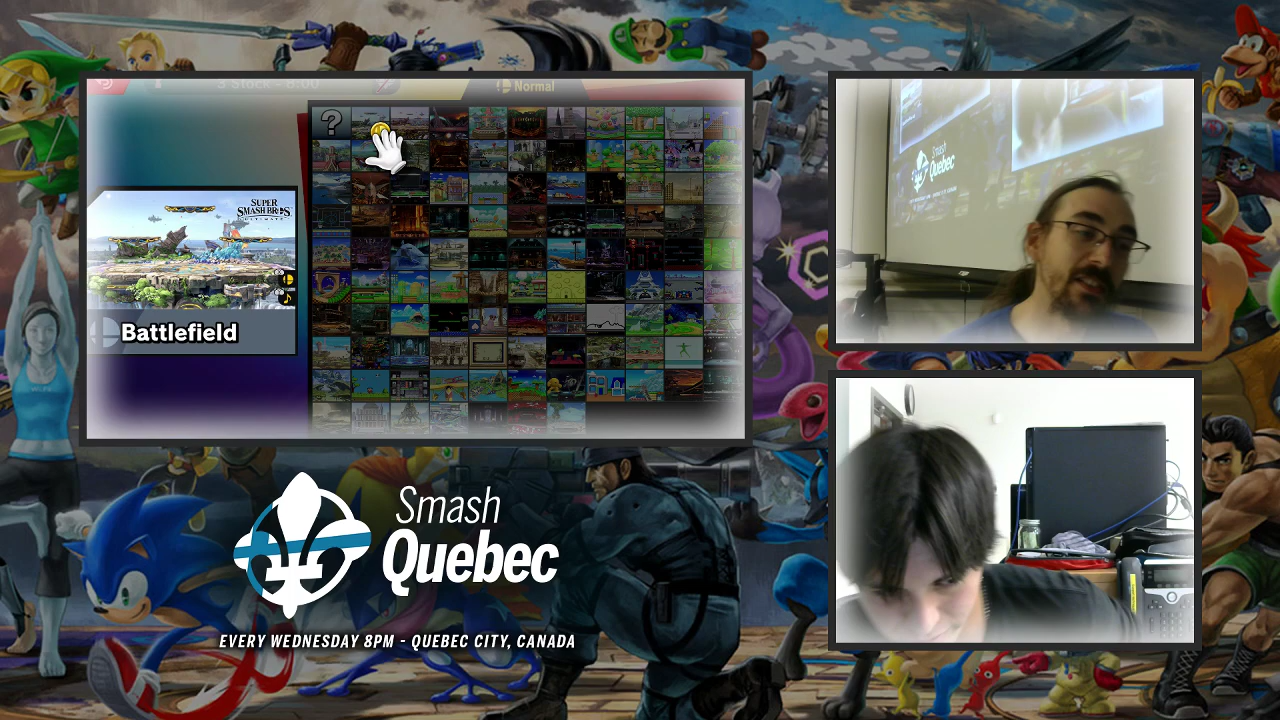 3 Stock - 8:00
Normal
?
SUPER
SMASH BROS.
ULTIMATE
Battlefield
Smash
Quebec
Smash
Quebec
EVERY WEDNESDAY 8PM - QUEBEC CITY, CANADA